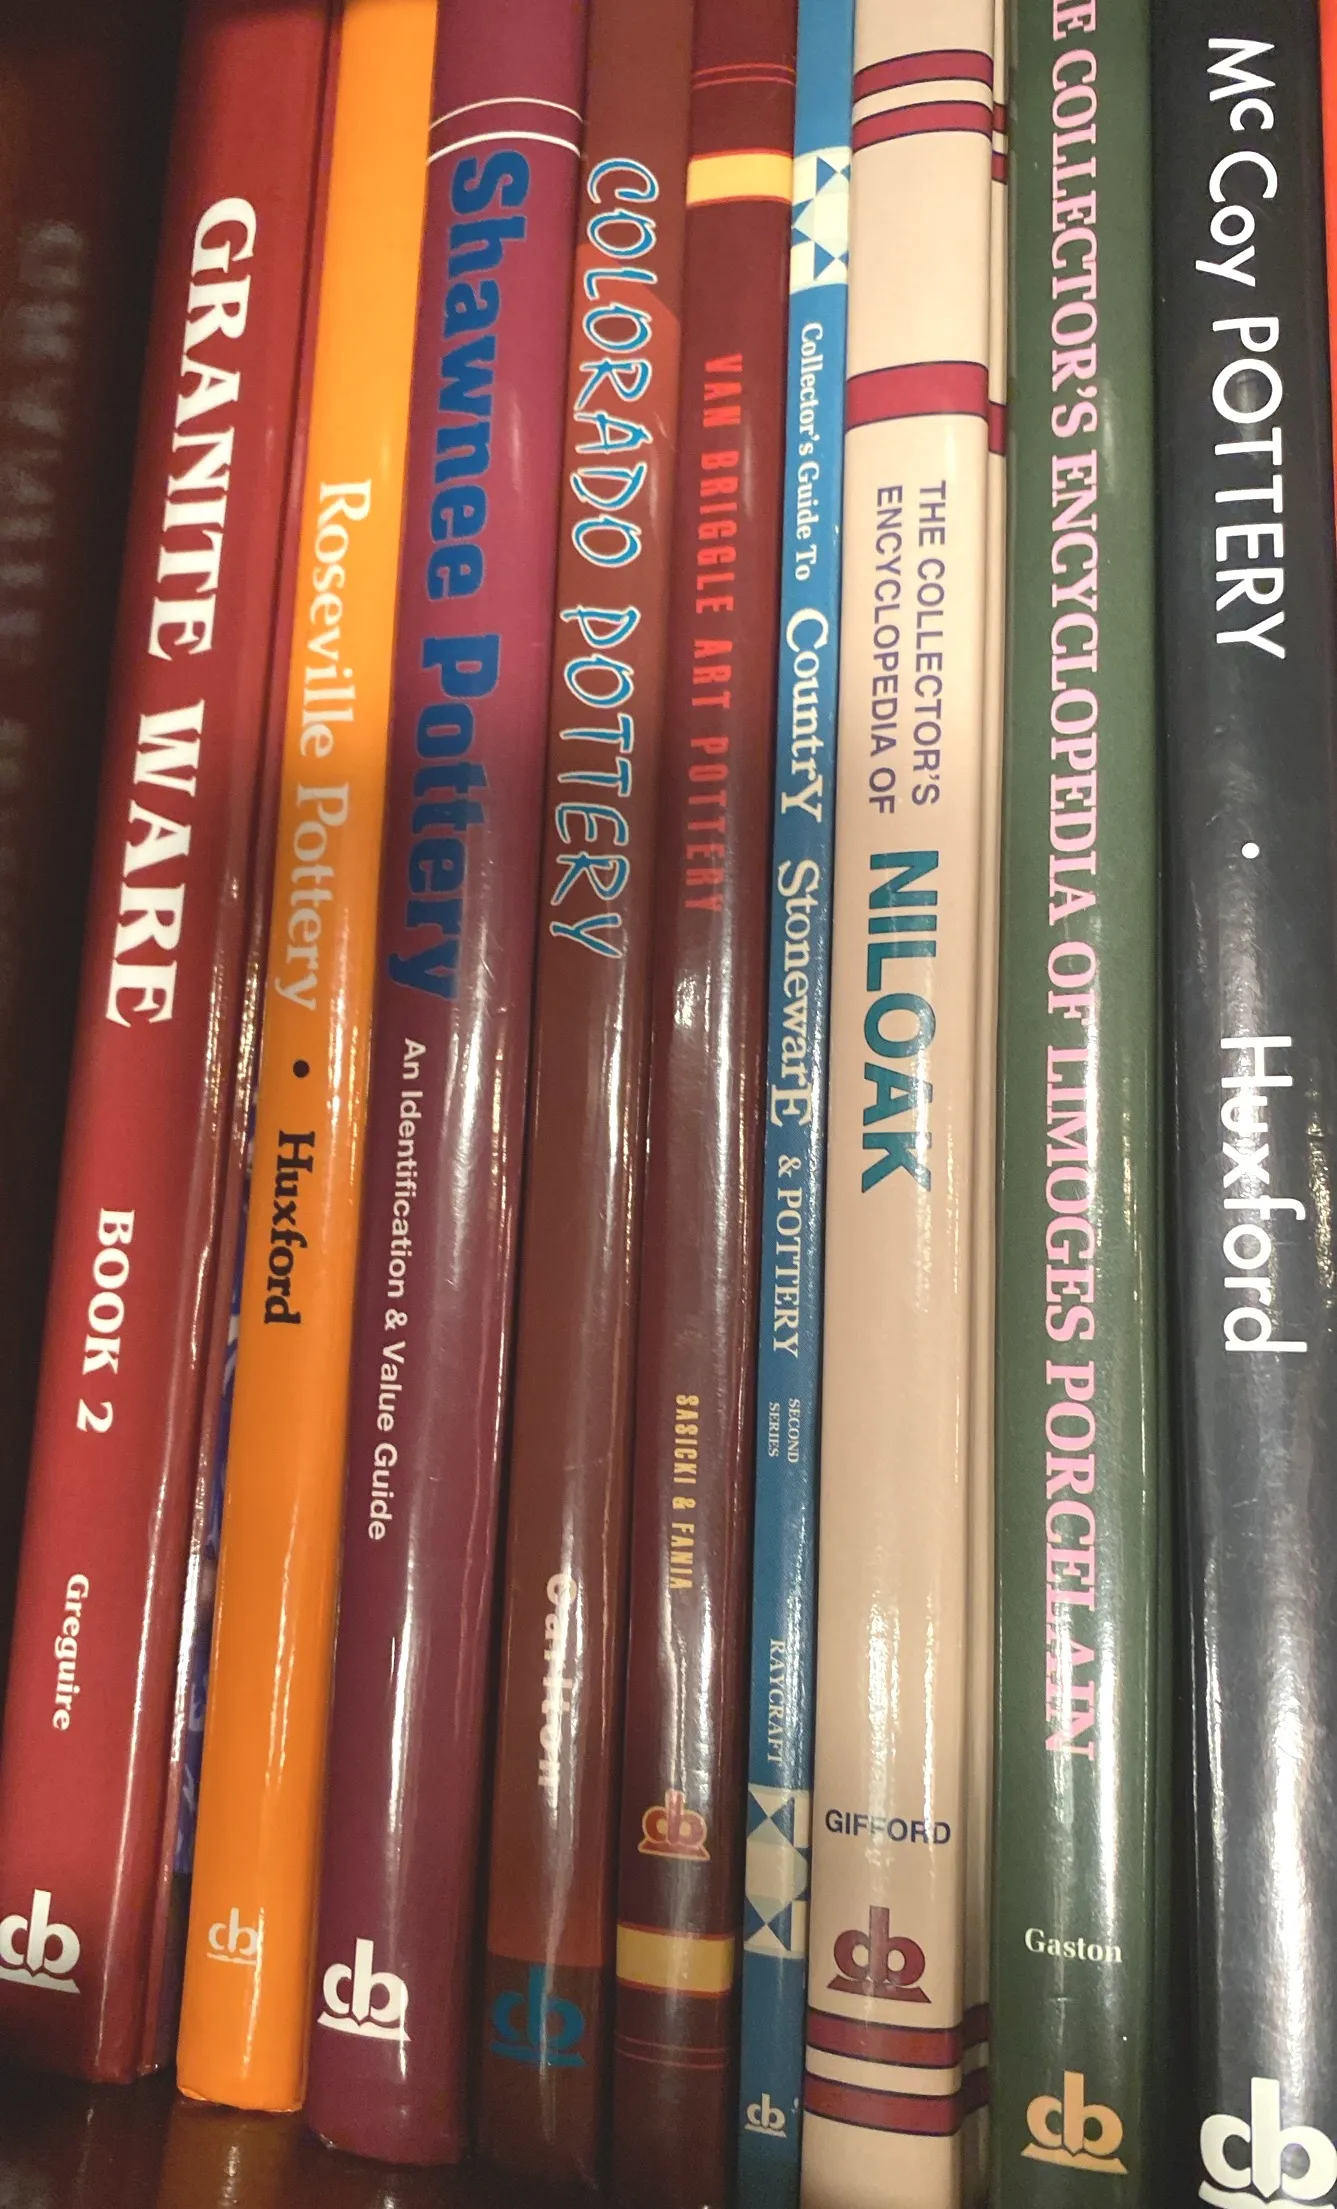 GRANITE WARE
BOOK 2
Greguire
cb
Roseville Pottery • Huxford
cb
Shawnee Pottery
An Identification & Value Guide
cb
COLORADO POTTERY
Carlton
cb
VAN BRIGGLE ART POTTERY
SASICKI & FANIA
cb
Collector's Guide To CountrY StonewarE & POTTERY
SECOND
SERIES
RAYCRAFT
cb
THE COLLECTOR'S
ENCYCLOPEDIA OF
NILOAK
GIFFORD
cb
COLLECTOR'S ENCYCLOPEDIA OF LIMOGES PORCELAIN
Gaston
cb
McCoy POTTERY • Huxford
cb